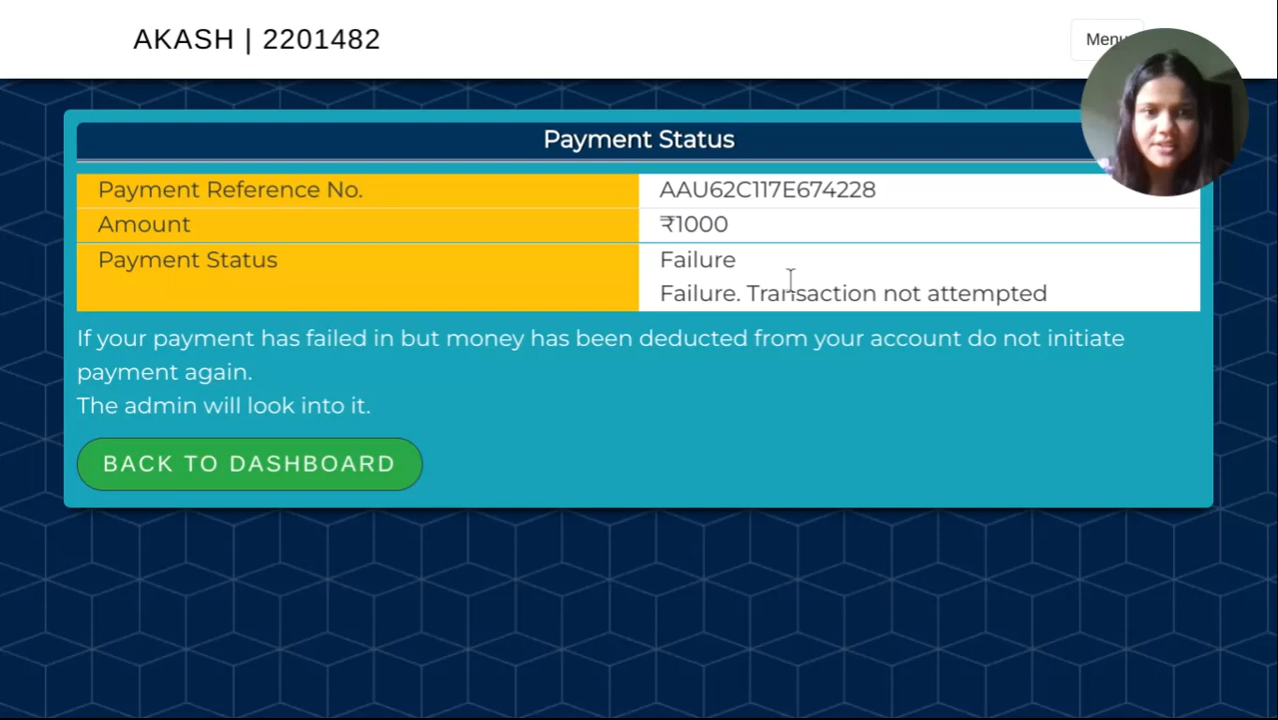 AKASH | 2201482
Menu
Payment Status
Payment Reference No. AAU62C117E674228
Amount ₹1000
Payment Status Failure
Failure. Transaction not attempted
If your payment has failed in but money has been deducted from your account do not initiate
payment again.
The admin will look into it.
BACK TO DASHBOARD